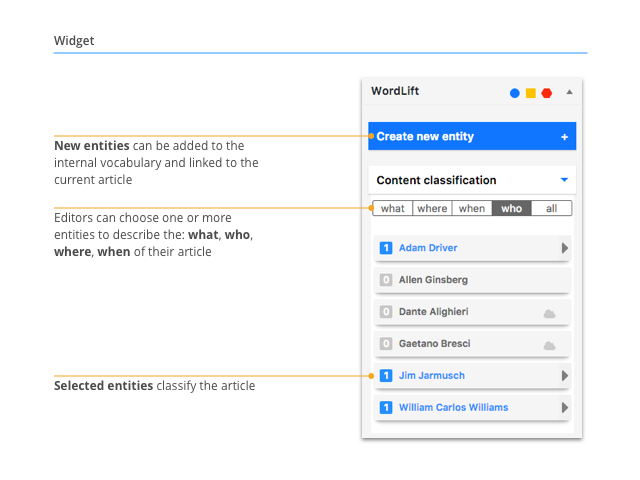 Widget
WordLift
Create new entity +
New entities can be added to the
internal vocabulary and linked to the
current article
Content classification
what where when who all
Editors can choose one or more
entities to describe the: what, who,
where, when of their article
1 Adam Driver
0 Allen Ginsberg
0 Dante Alighieri
0 Gaetano Bresci
1 Jim Jarmusch
Selected entities classify the article
1 William Carlos Williams